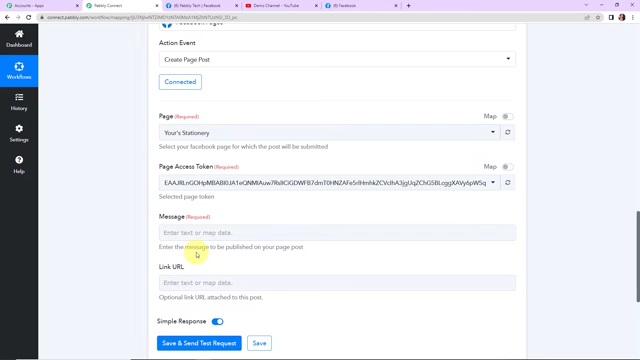 Accounts - Apps
Pabbly Connect
Pabbly Tech | Facebook
Demo Channel - YouTube
Facebook
connect.pabbly.com/workflow/mapping/
Dashboard
Workflows
History
Settings
Help
Facebook Pages
Action Event
Create Page Post
Connected
Page (Required)
Map
Your's Stationery
Select your facebook page for which the post will be submitted
Page Access Token (Required)
Map
Selected page token
Message (Required)
Enter text or map data..
Enter the message to be published on your page post
Link URL
Enter text or map data..
Optional link URL attached to this post.
Simple Response
Save & Send Test Request
Save